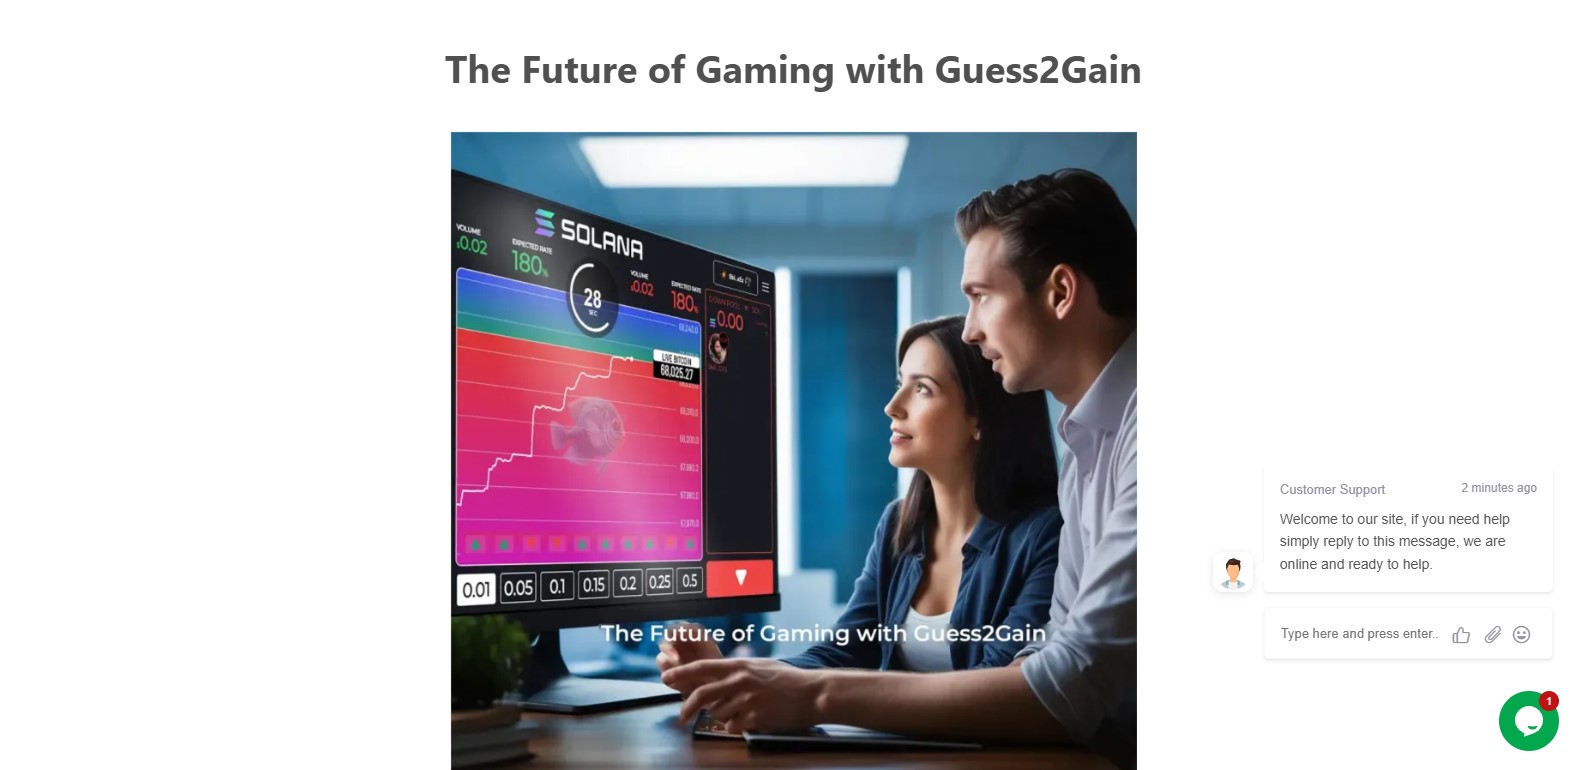 The Future of Gaming with Guess2Gain
SOLANA
VOLUME
0.02
EXPECTED RATE
180%
28
SEC
VOLUME
0.02
EXPECTED RATE
180%
0.00
LIVE BITCOIN
68,025.27
0.01
0.05
0.1
0.15
0.2
0.25
0.5
The Future of Gaming with Guess2Gain
Customer Support
2 minutes ago
Welcome to our site, if you need help
simply reply to this message, we are
online and ready to help.
Type here and press enter..
1